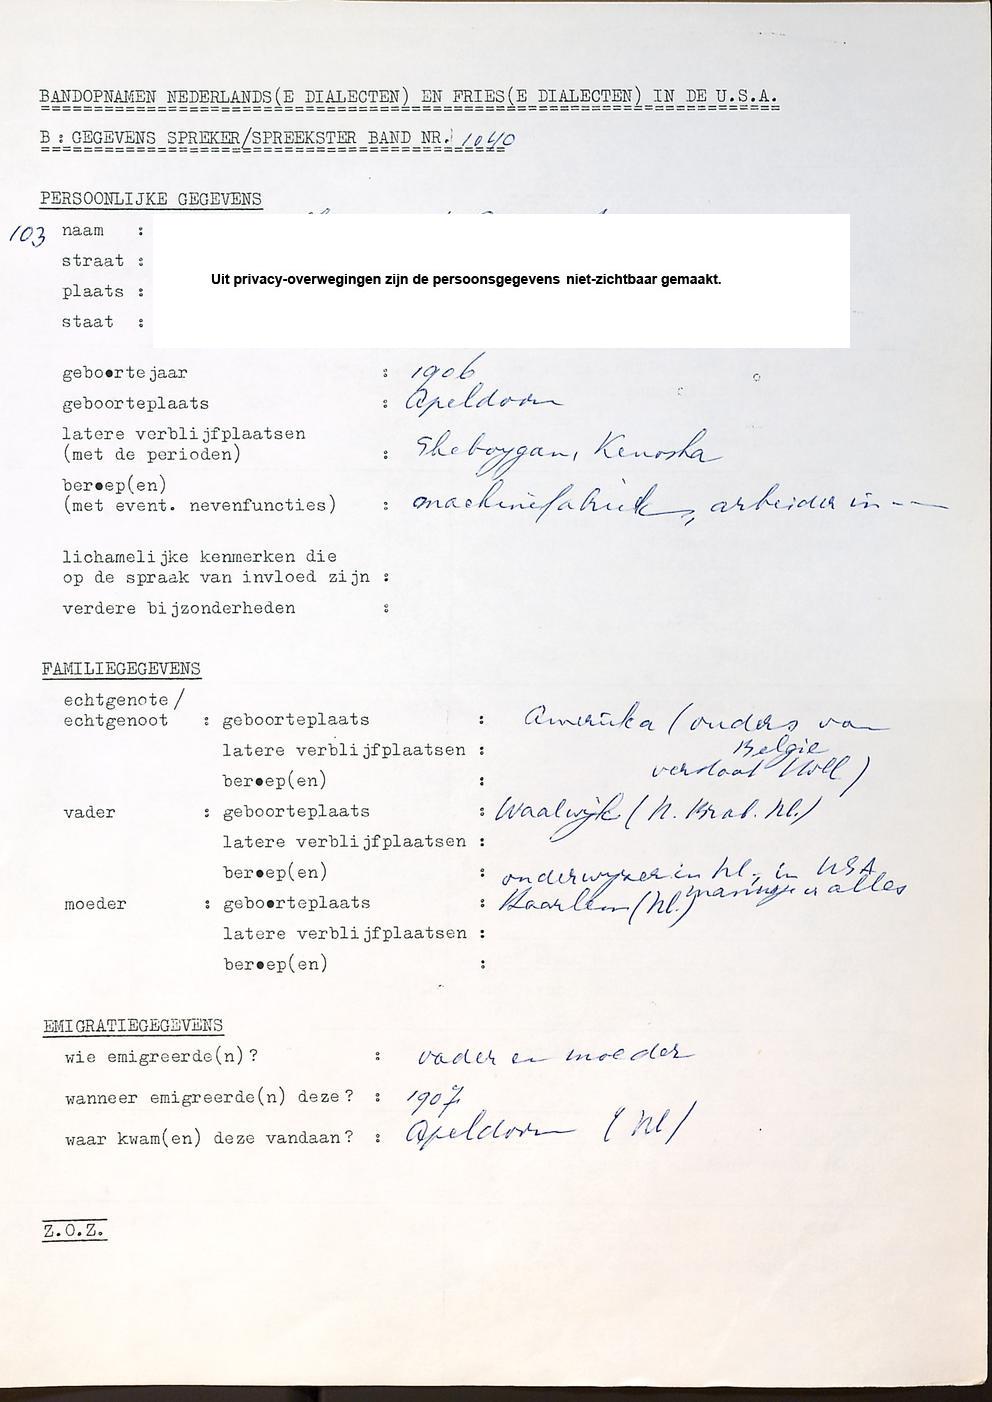 BANDOPNAMEN NEDERLANDS(E DIALECTEN) EN FRIES(E DIALECTEN) IN DE U.S.A.
B: GEGEVENS SPREKER/SPREEKSTER BAND NR. 1040
PERSOONLIJKE GEGEVENS
103 naam :
straat :
Uit privacy-overwegingen zijn de persoonsgegevens niet-zichtbaar gemaakt.
plaats :
staat :
geboortejaar : 1906
geboorteplaats : Apeldoorn
latere verblijfplaatsen
(met de perioden) : Sheboygan, Kenosha
beroep(en)
(met event. nevenfuncties) : machinefabriek, arbeider in ---
lichamelijke kenmerken die
op de spraak van invloed zijn :
verdere bijzonderheden :
FAMILIEGEGEVENS
echtgenote/
echtgenoot : geboorteplaats : Amerika (ouders van
latere verblijfplaatsen : Belgie
beroep(en) : verstaat Holl)
vader : geboorteplaats : Waalwijk (N. Brab. Nl.)
latere verblijfplaatsen :
beroep(en) : onderwijzer in Nl., in USA
alles
moeder : geboorteplaats : Haarlem (Nl.)
latere verblijfplaatsen :
beroep(en) :
EMIGRATIEGEGEVENS
wie emigreerde(n)? : vader en moeder
wanneer emigreerde(n) deze? : 1907
waar kwam(en) deze vandaan? : Apeldoorn (Nl)
Z.O.Z.